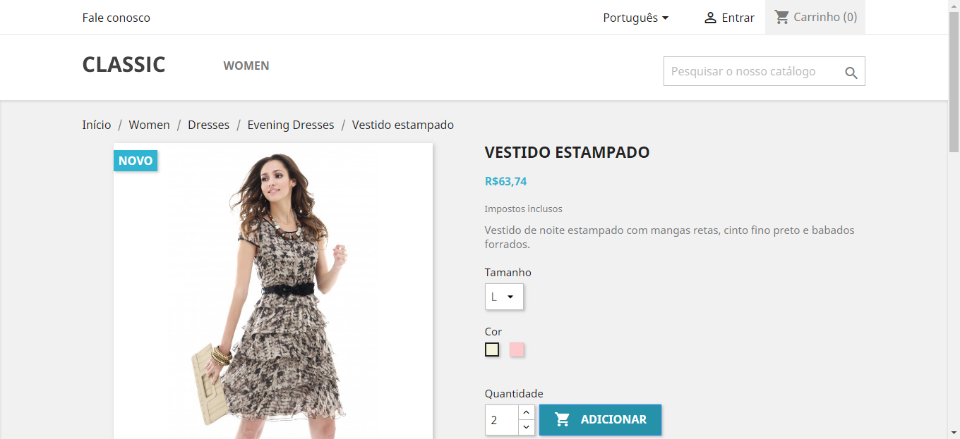 Fale conosco
Português
Entrar
Carrinho (0)
CLASSIC
WOMEN
Pesquisar o nosso catálogo
Início / Women / Dresses / Evening Dresses / Vestido estampado
NOVO
VESTIDO ESTAMPADO
R$63,74
Impostos inclusos
Vestido de noite estampado com mangas retas, cinto fino preto e babados
forrados.
Tamanho
L
Cor
Quantidade
2
ADICIONAR